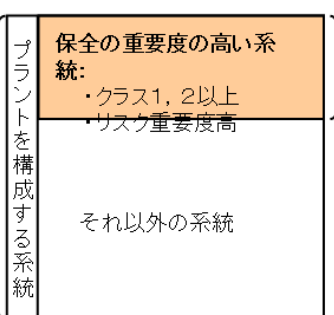 プラントを構成する系統
保全の重要度の高い系
統:
・クラス1，2以上
・リスク重要度高
それ以外の系統